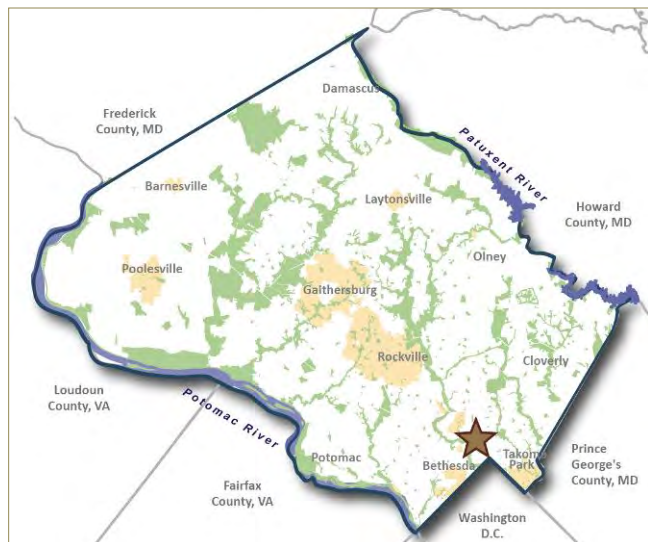 Damascus
Frederick
County, MD
Patuxent River
Barnesville
Laytonsville
Howard
County, MD
Olney
Poolesville
Gaithersburg
Rockville
Cloverly
Loudoun
County, VA
Potomac River
Potomac
Bethesda
Takoma
Park
Prince
George's
County, MD
Fairfax
County, VA
Washington
D.C.